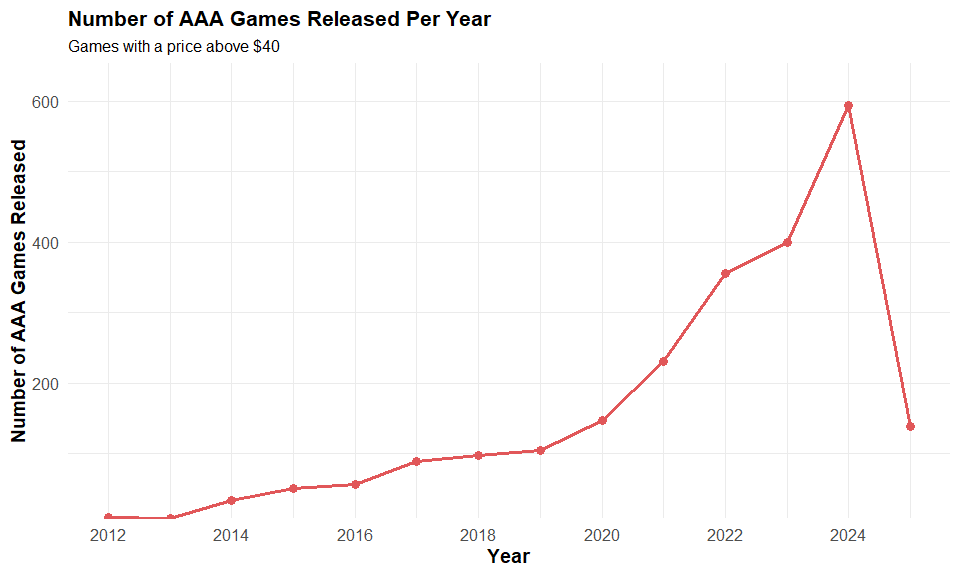 Number of AAA Games Released Per Year
Games with a price above $40
Number of AAA Games Released
600
400
200
2012 2014 2016 2018 2020 2022 2024
Year